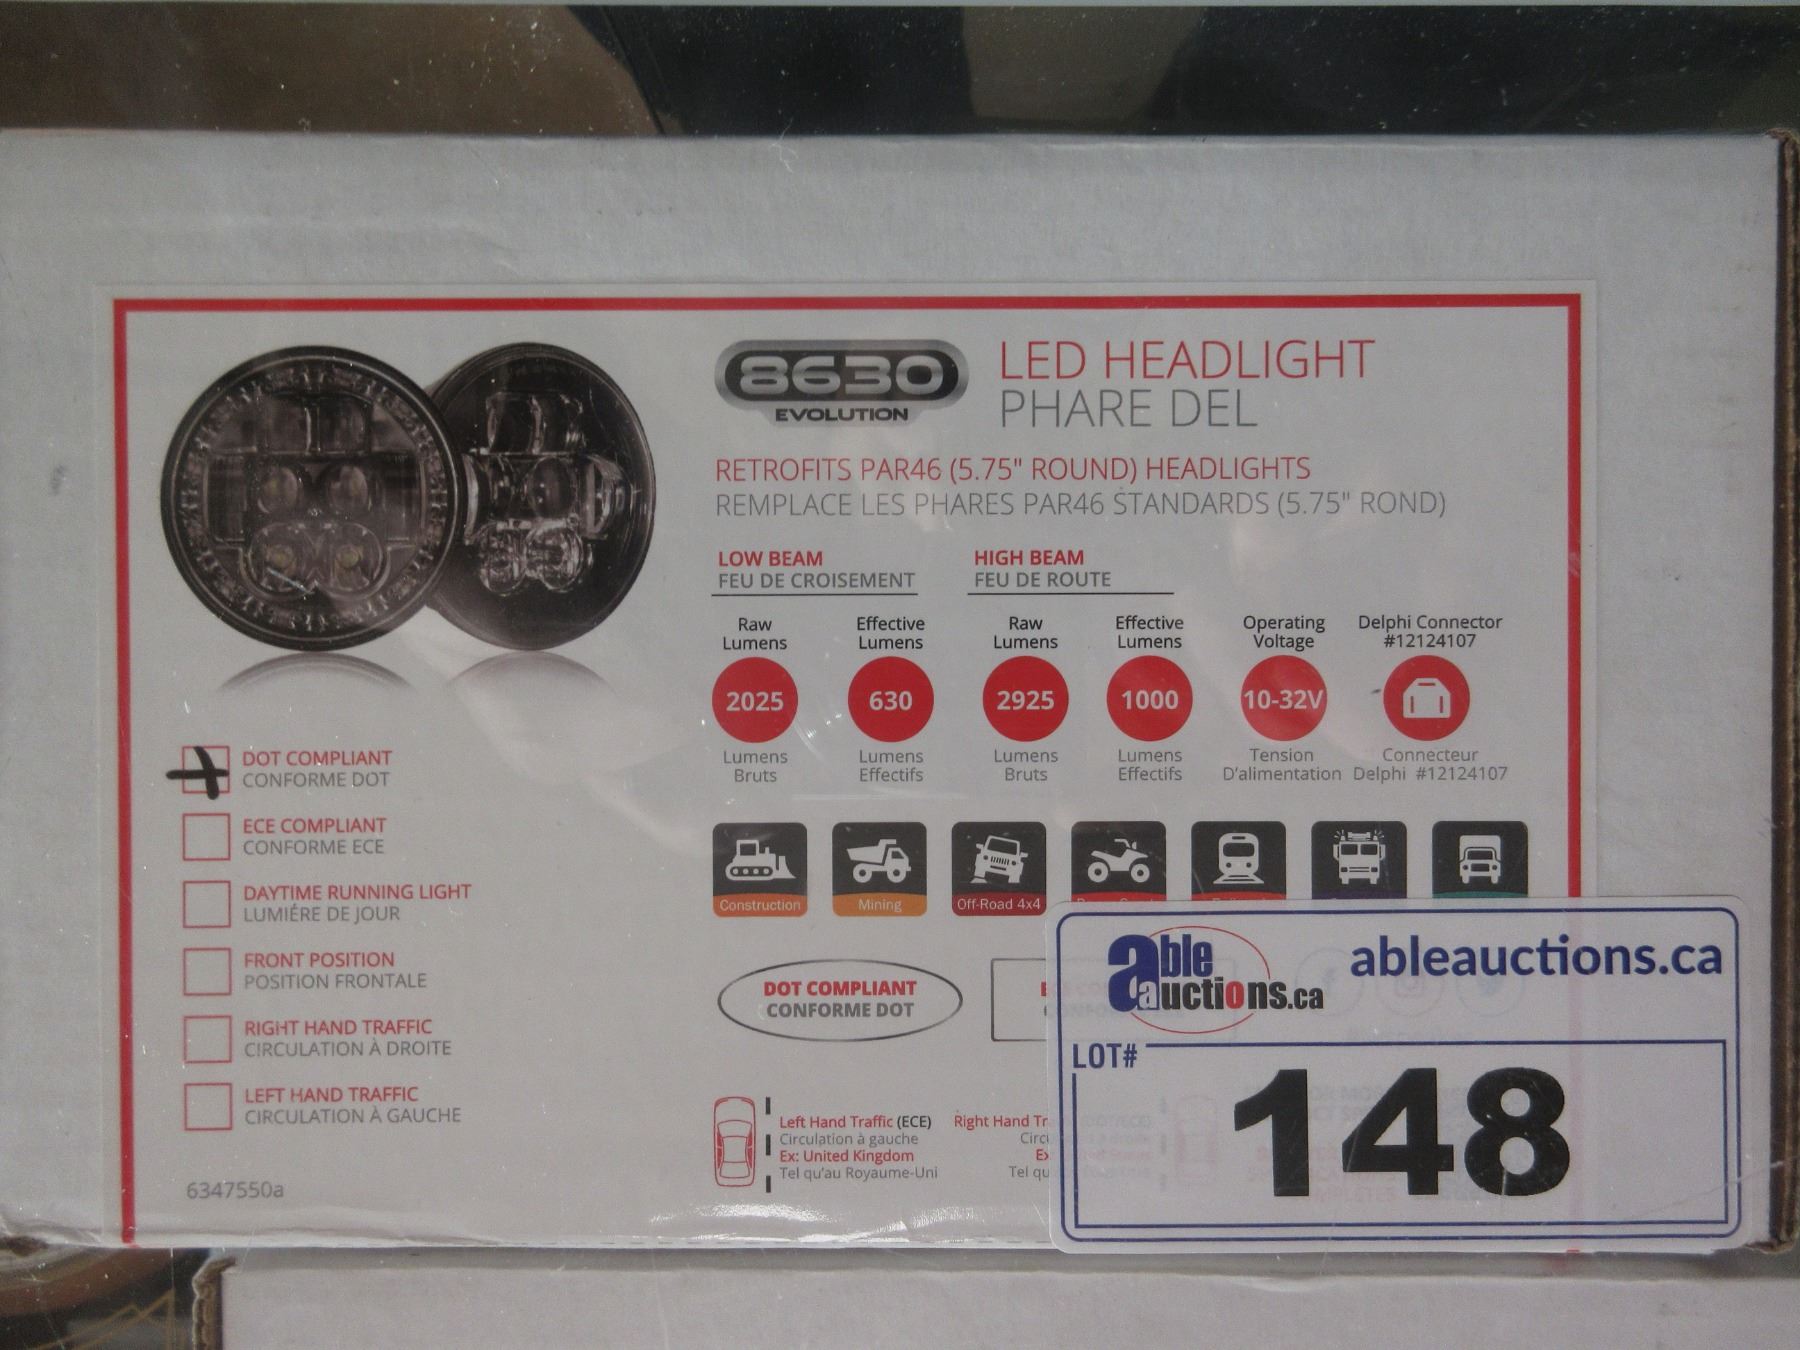 8630
EVOLUTION
LED HEADLIGHT
PHARE DEL
RETROFITS PAR46 (5.75" ROUND) HEADLIGHTS
REMPLACE LES PHARES PAR46 STANDARDS (5.75" ROND)
LOW BEAM
FEU DE CROISEMENT
HIGH BEAM
FEU DE ROUTE
Raw
Lumens
2025
Lumens
Bruts
Effective
Lumens
630
Lumens
Effectifs
Raw
Lumens
2925
Lumens
Bruts
Effective
Lumens
1000
Lumens
Effectifs
Operating
Voltage
10-32V
Tension
D'alimentation
Delphi Connector
#12124107
Connecteur
Delphi #12124107
DOT COMPLIANT
CONFORME DOT
ECE COMPLIANT
CONFORME ECE
DAYTIME RUNNING LIGHT
LUMIÉRE DE JOUR
FRONT POSITION
POSITION FRONTALE
RIGHT HAND TRAFFIC
CIRCULATION À DROITE
LEFT HAND TRAFFIC
CIRCULATION À GAUCHE
6347550a
Construction
Mining
Off-Road 4x4
DOT COMPLIANT
CONFORME DOT
Left Hand Traffic (ECE)
Circulation à gauche
Ex: United Kingdom
Tel qu'au Royaume-Uni
Right Hand
able
auctions.ca
ableauctions.ca
LOT#
148